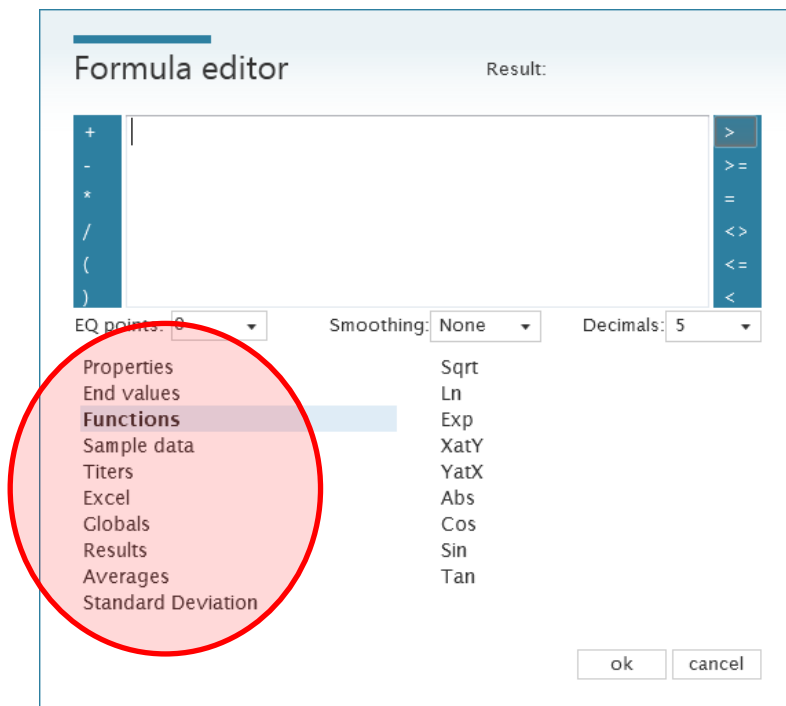 Formula editor
Result:
+
-
*
/
(
)
>
>=
=
<>
<=
<
EQ points: 0
Smoothing: None
Decimals: 5
Properties
End values
Functions
Sample data
Titers
Excel
Globals
Results
Averages
Standard Deviation
Sqrt
Ln
Exp
XatY
YatX
Abs
Cos
Sin
Tan
ok
cancel